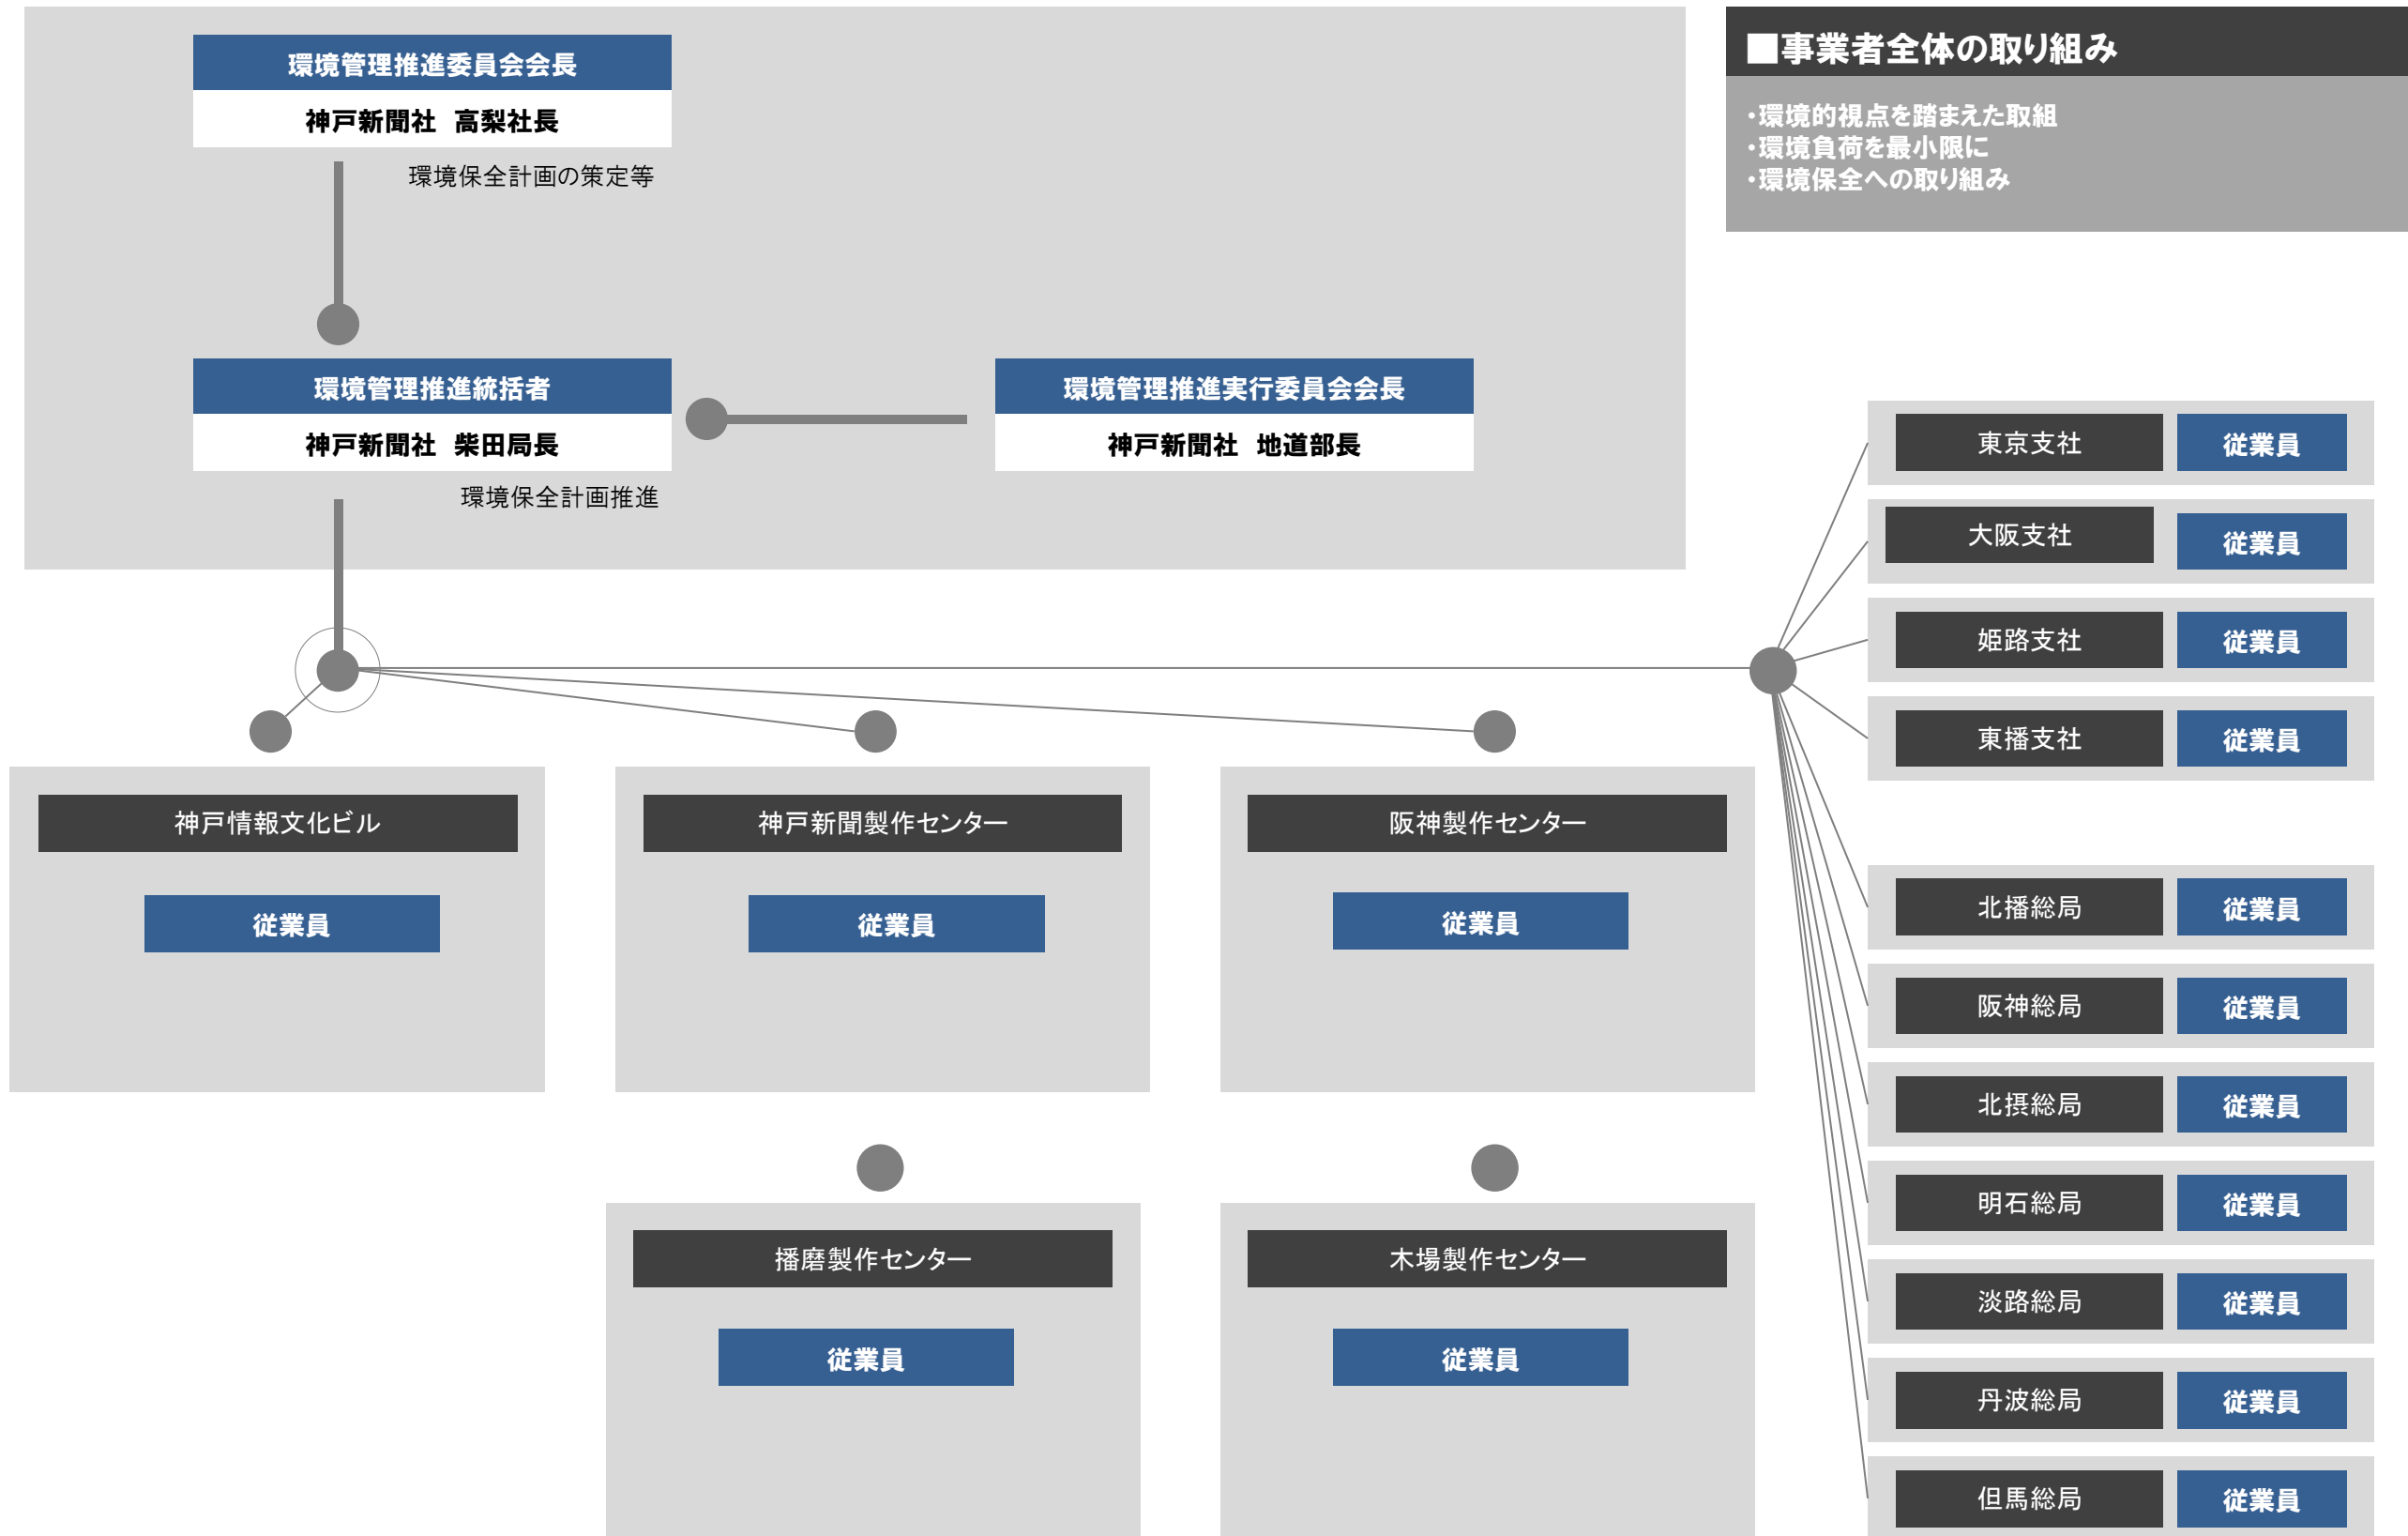 環境管理推進委員会会長
神戸新聞社 高梨社長
環境保全計画の策定等
■事業者全体の取り組み
・環境的視点を踏まえた取組
・環境負荷を最小限に
・環境保全への取り組み
環境管理推進統括者
神戸新聞社 柴田局長
環境保全計画推進
環境管理推進実行委員会会長
神戸新聞社 地道部長
東京支社 従業員
大阪支社 従業員
姫路支社 従業員
東播支社 従業員
神戸情報文化ビル
従業員
神戸新聞製作センター
従業員
阪神製作センター
従業員
播磨製作センター
従業員
木場製作センター
従業員
北播総局 従業員
阪神総局 従業員
北摂総局 従業員
明石総局 従業員
淡路総局 従業員
丹波総局 従業員
但馬総局 従業員